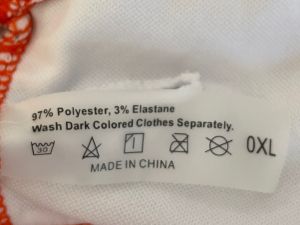 97% Polyester, 3% Elastane
Wash Dark Colored Clothes Separately.
30 0XL
MADE IN CHINA